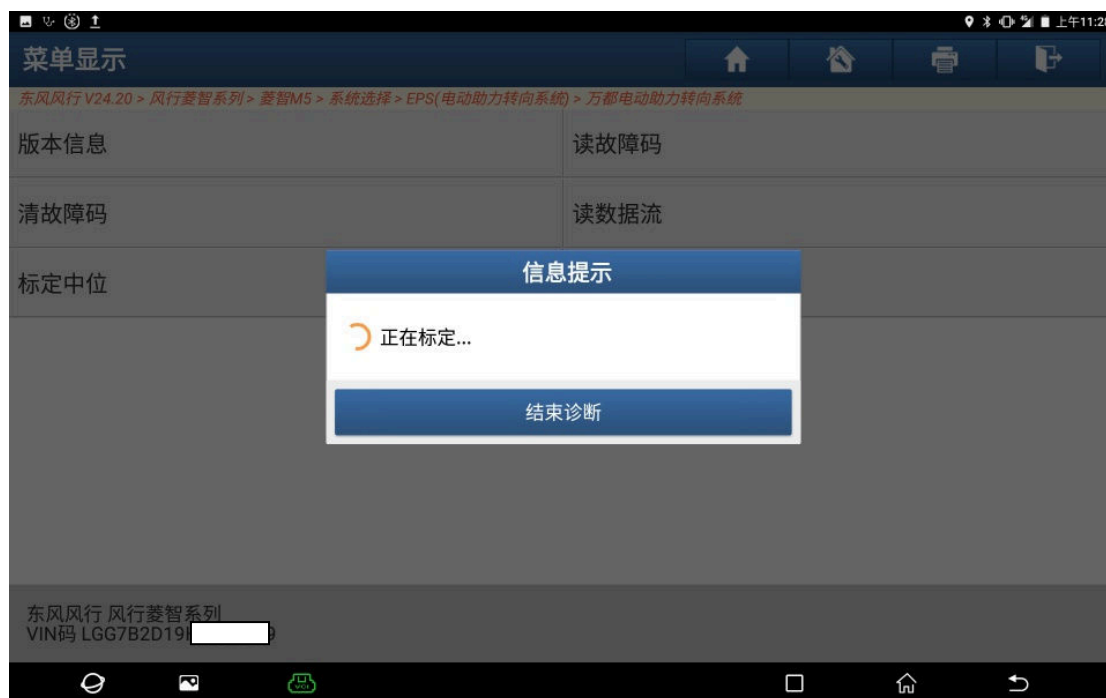 上午11:28
菜单显示
东风风行 V24.20 > 风行菱智系列 > 菱智M5 > 系统选择 > EPS(电动助力转向系统) > 万都电动助力转向系统
版本信息
读故障码
清故障码
读数据流
标定中位
信息提示
正在标定...
结束诊断
东风风行 风行菱智系列
VIN码 LGG7B2D19
VCI